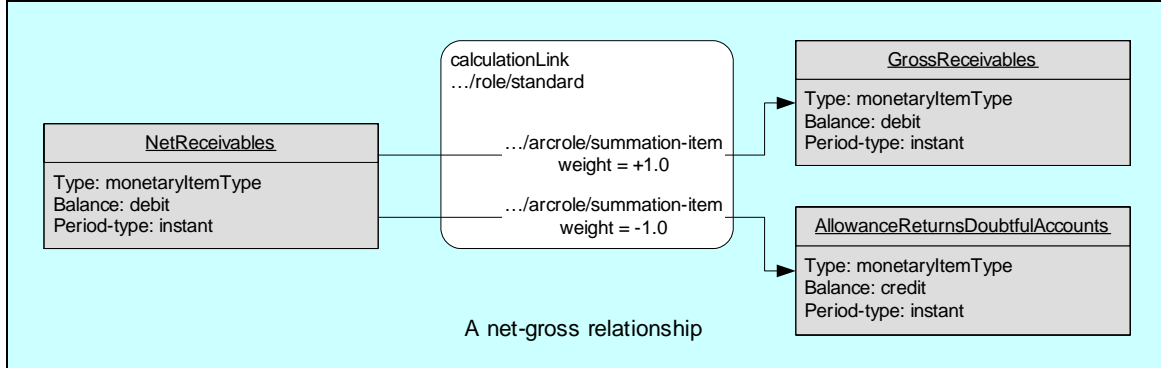 calculationLink
…/role/standard
NetReceivables
Type: monetaryItemType
Balance: debit
Period-type: instant
…/arcrole/summation-item
weight = +1.0
…/arcrole/summation-item
weight = -1.0
GrossReceivables
Type: monetaryItemType
Balance: debit
Period-type: instant
AllowanceReturnsDoubtfulAccounts
Type: monetaryItemType
Balance: credit
Period-type: instant
A net-gross relationship